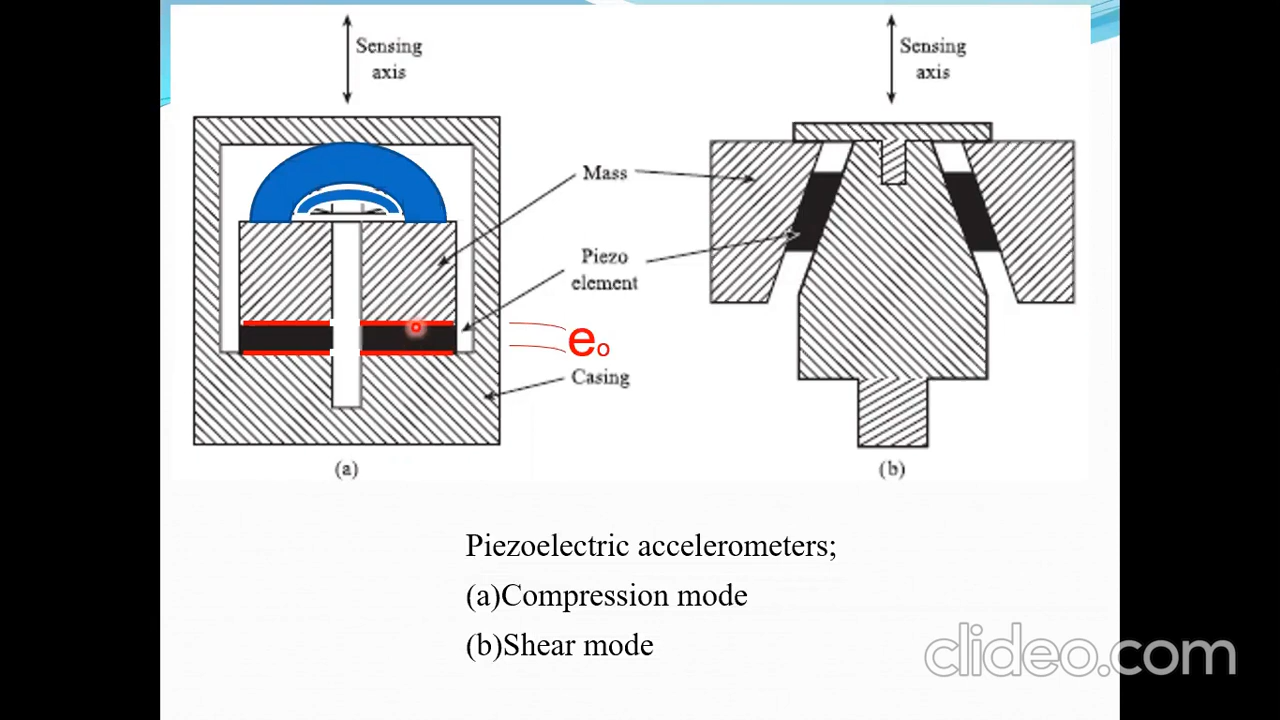 Sensing
axis
Sensing
axis
Mass
Piezo
element
eo
Casing
(a)
(b)
Piezoelectric accelerometers;
(a)Compression mode
(b)Shear mode
clideo.com